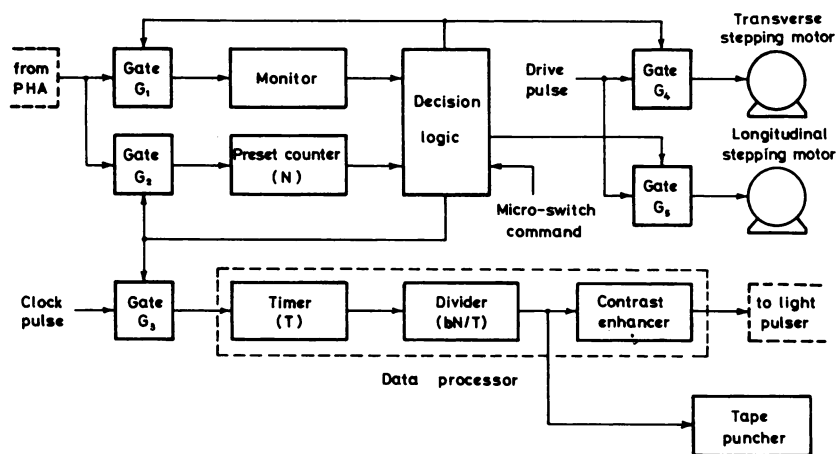 from
PHA
Gate
G₁
Monitor
Decision
logic
Drive
pulse
Gate
G₄
Transverse
stepping motor
Gate
G₂
Preset counter
(N)
Micro-switch
command
Gate
G₅
Longitudinal
stepping motor
Clock
pulse
Gate
G₃
Timer
(T)
Divider
(bN/T)
Contrast
enhancer
to light
pulser
Data processor
Tape
puncher